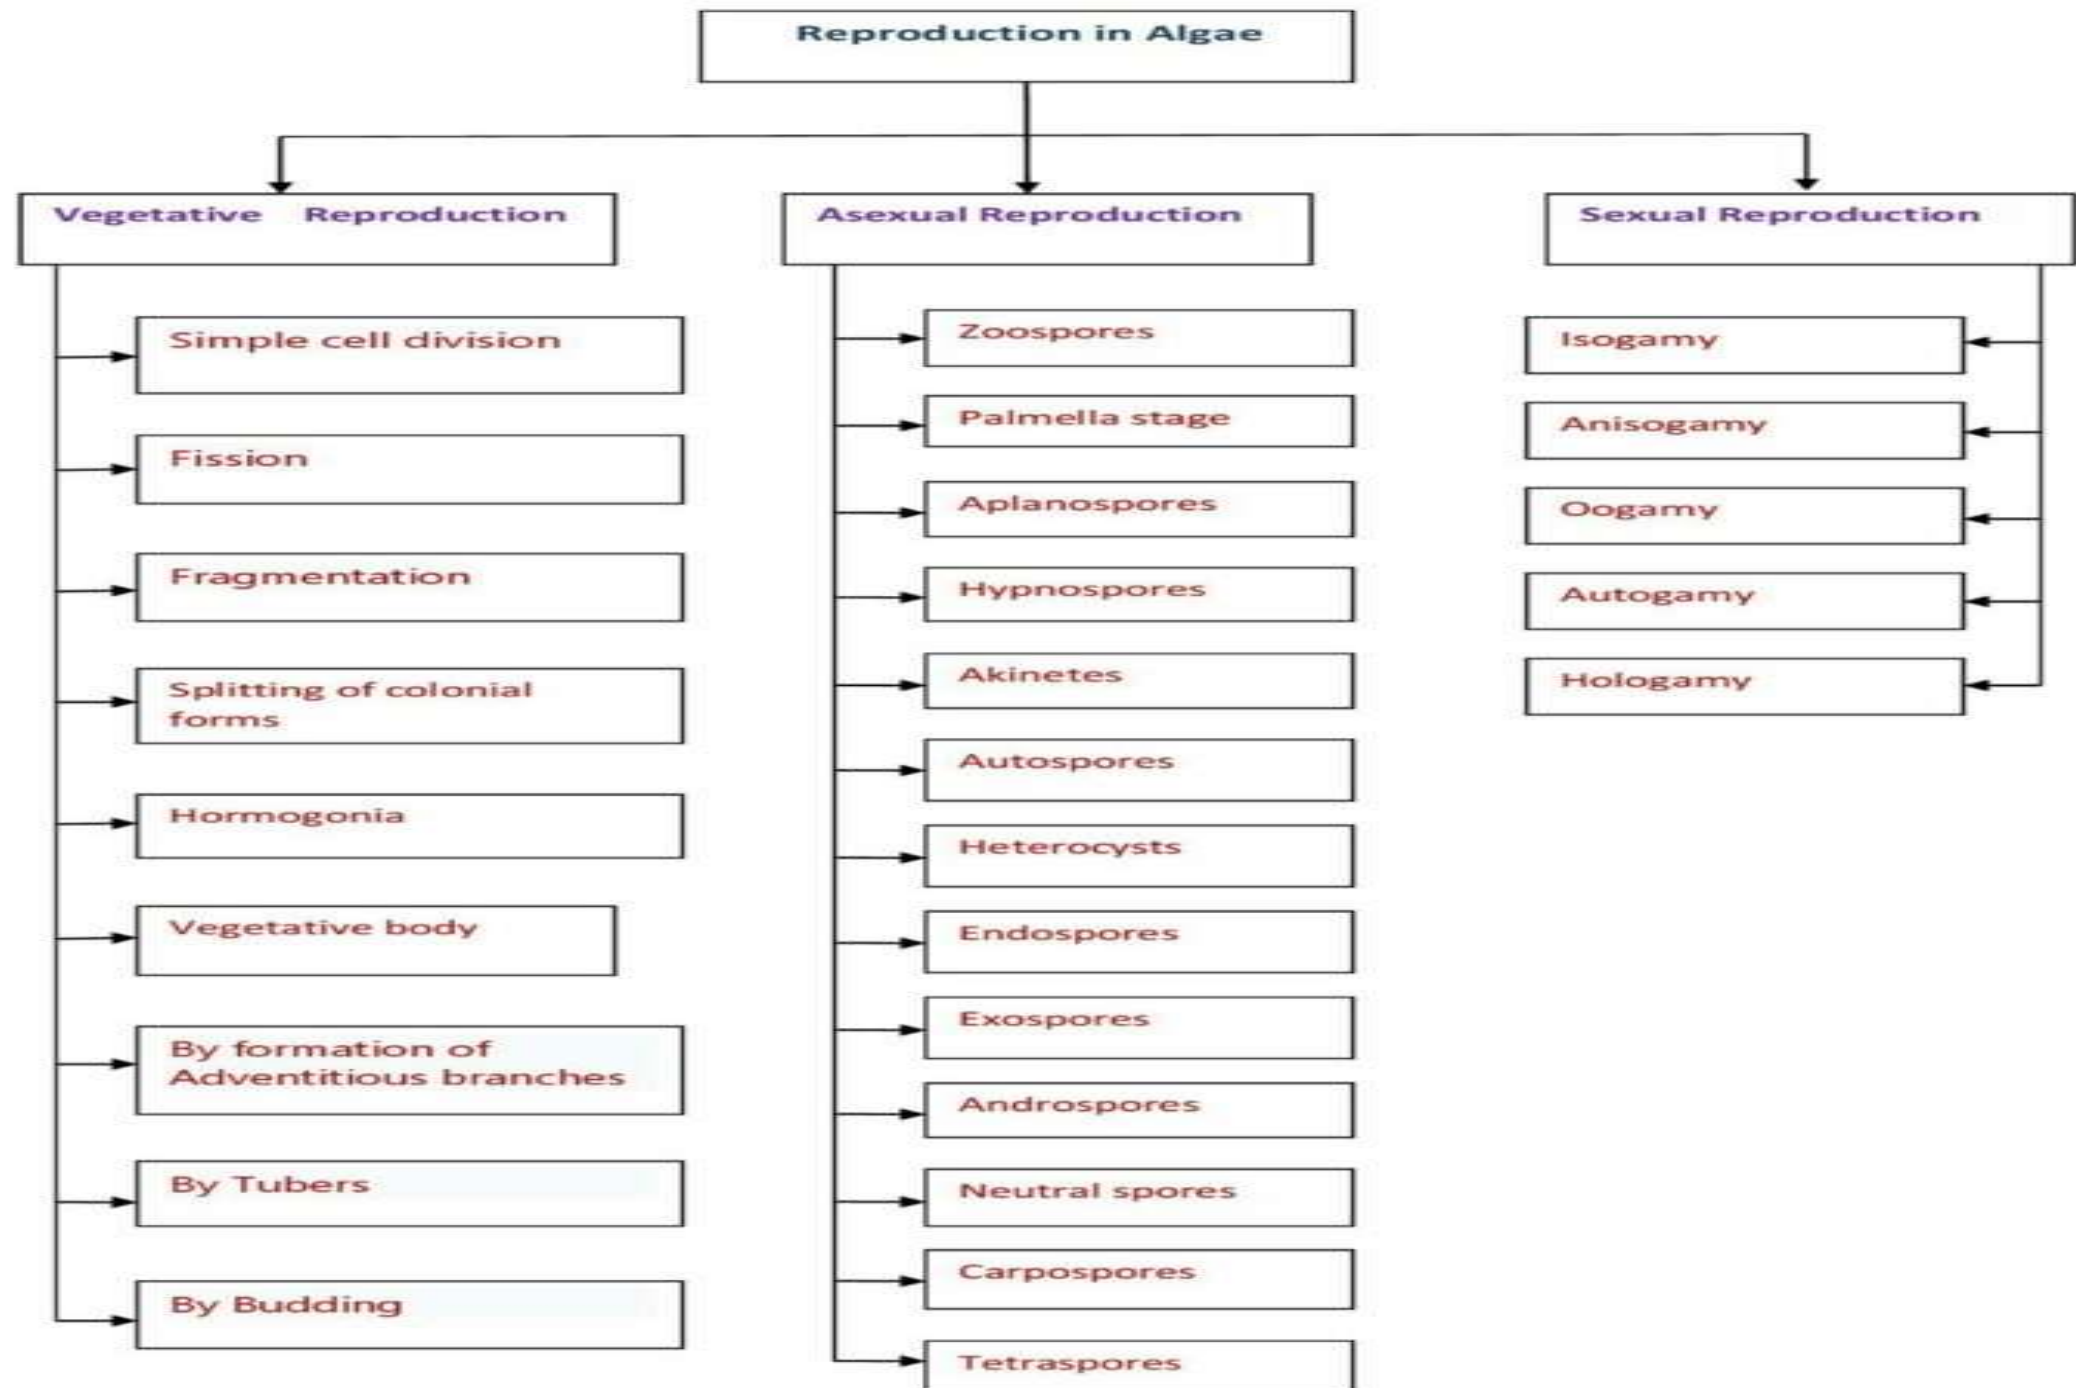 Reproduction in Algae
Vegetative Reproduction
Simple cell division
Fission
Fragmentation
Splitting of colonial
forms
Hormogonia
Vegetative body
By formation of
Adventitious branches
By Tubers
By Budding
Asexual Reproduction
Zoospores
Palmella stage
Aplanospores
Hypnospores
Akinetes
Autospores
Heterocysts
Endospores
Exospores
Androspores
Neutral spores
Carpospores
Tetraspores
Sexual Reproduction
Isogamy
Anisogamy
Oogamy
Autogamy
Hologamy